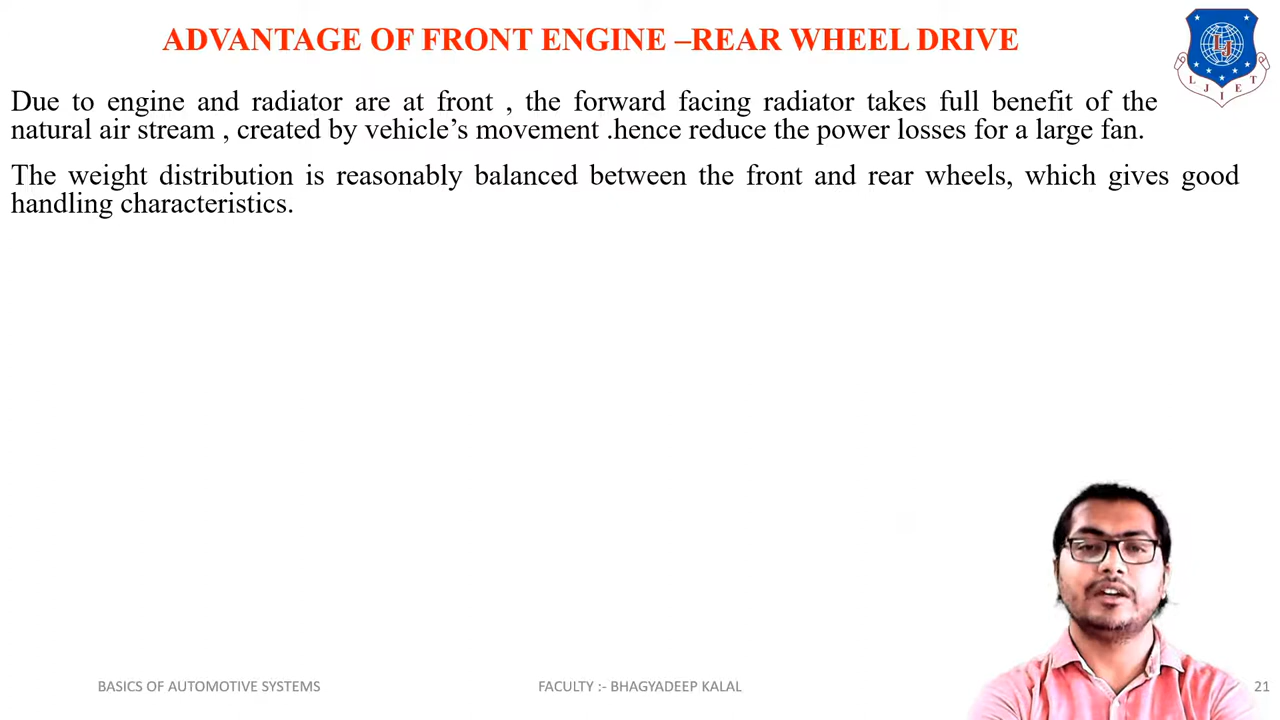 ADVANTAGE OF FRONT ENGINE –REAR WHEEL DRIVE
Due to engine and radiator are at front , the forward facing radiator takes full benefit of the
natural air stream , created by vehicle’s movement .hence reduce the power losses for a large fan.
The weight distribution is reasonably balanced between the front and rear wheels, which gives good
handling characteristics.
LJ
L J I E T
BASICS OF AUTOMOTIVE SYSTEMS
FACULTY :- BHAGYADEEP KALAL
21